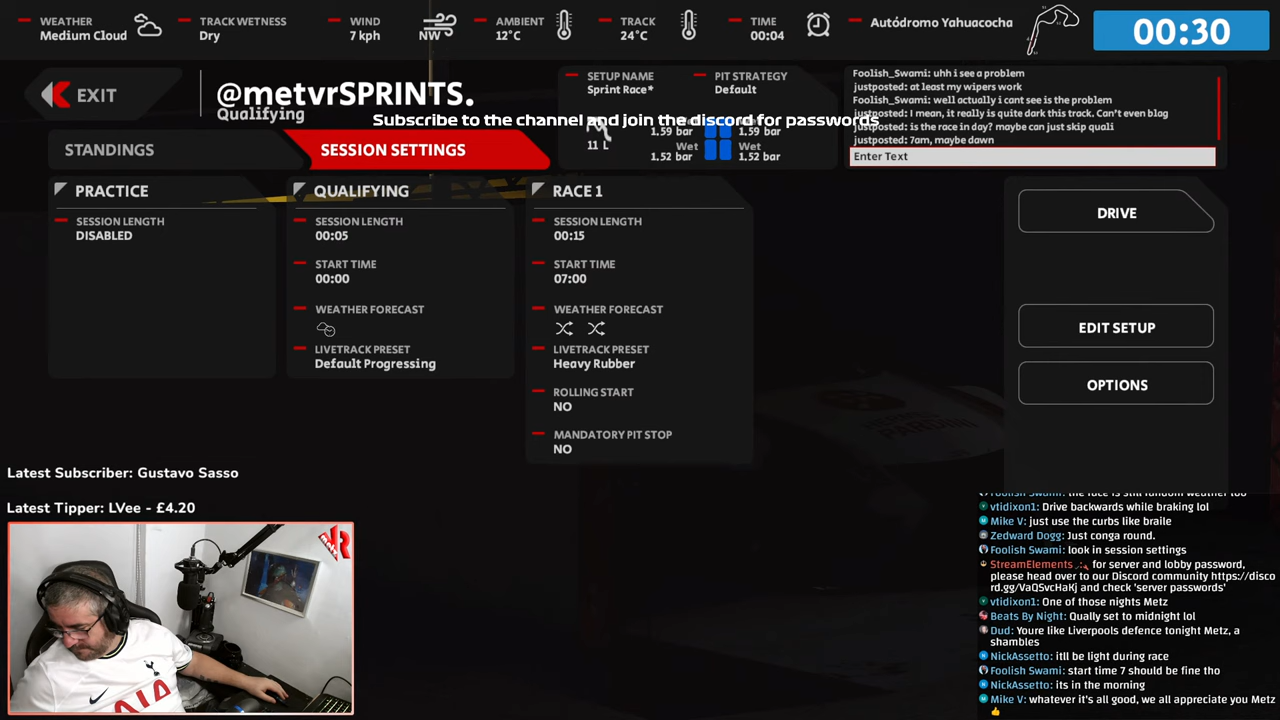 WEATHER
Medium Cloud
TRACK WETNESS
Dry
WIND
7 kph
NW
AMBIENT
12°C
TRACK
24°C
TIME
00:04
Autódromo Yahuacocha
00:30
EXIT
@metvrSPRINTS.
Qualifying
Subscribe to the channel and join the discord for passwords
SETUP NAME
Sprint Race*
PIT STRATEGY
Default
11 L
1.59 bar
1.59 bar
Wet
1.52 bar
Wet
1.52 bar
Foolish_Swami: uhh i see a problem
justposted: at least my wipers work
Foolish_Swami: well actually i cant see is the problem
justposted: I mean, it really is quite dark this track. Can't even blog
justposted: is the race in day? maybe can just skip quali
justposted: 7am, maybe dawn
Enter Text
STANDINGS
SESSION SETTINGS
PRACTICE
SESSION LENGTH
DISABLED
QUALIFYING
SESSION LENGTH
00:05
START TIME
00:00
WEATHER FORECAST
LIVETRACK PRESET
Default Progressing
RACE 1
SESSION LENGTH
00:15
START TIME
07:00
WEATHER FORECAST
LIVETRACK PRESET
Heavy Rubber
ROLLING START
NO
MANDATORY PIT STOP
NO
DRIVE
EDIT SETUP
OPTIONS
Latest Subscriber: Gustavo Sasso
Latest Tipper: LVee - £4.20
Foolish Swami: the race is still random weather too
vtidixon1: Drive backwards while braking lol
Mike V: just use the curbs like braile
Zedward Dogg: Just conga round.
Foolish Swami: look in session settings
StreamElements: for server and lobby password,
please head over to our Discord community https://disco
rd.gg/VaQSvcHaKj and check 'server passwords'
vtidixon1: One of those nights Metz
Beats By Night: Qually set to midnight lol
Dud: Youre like Liverpools defence tonight Metz, a
shambles
NickAssetto: itll be light during race
Foolish Swami: start time 7 should be fine tho
NickAssetto: its in the morning
Mike V: whatever it's all good, we all appreciate you Metz
👍